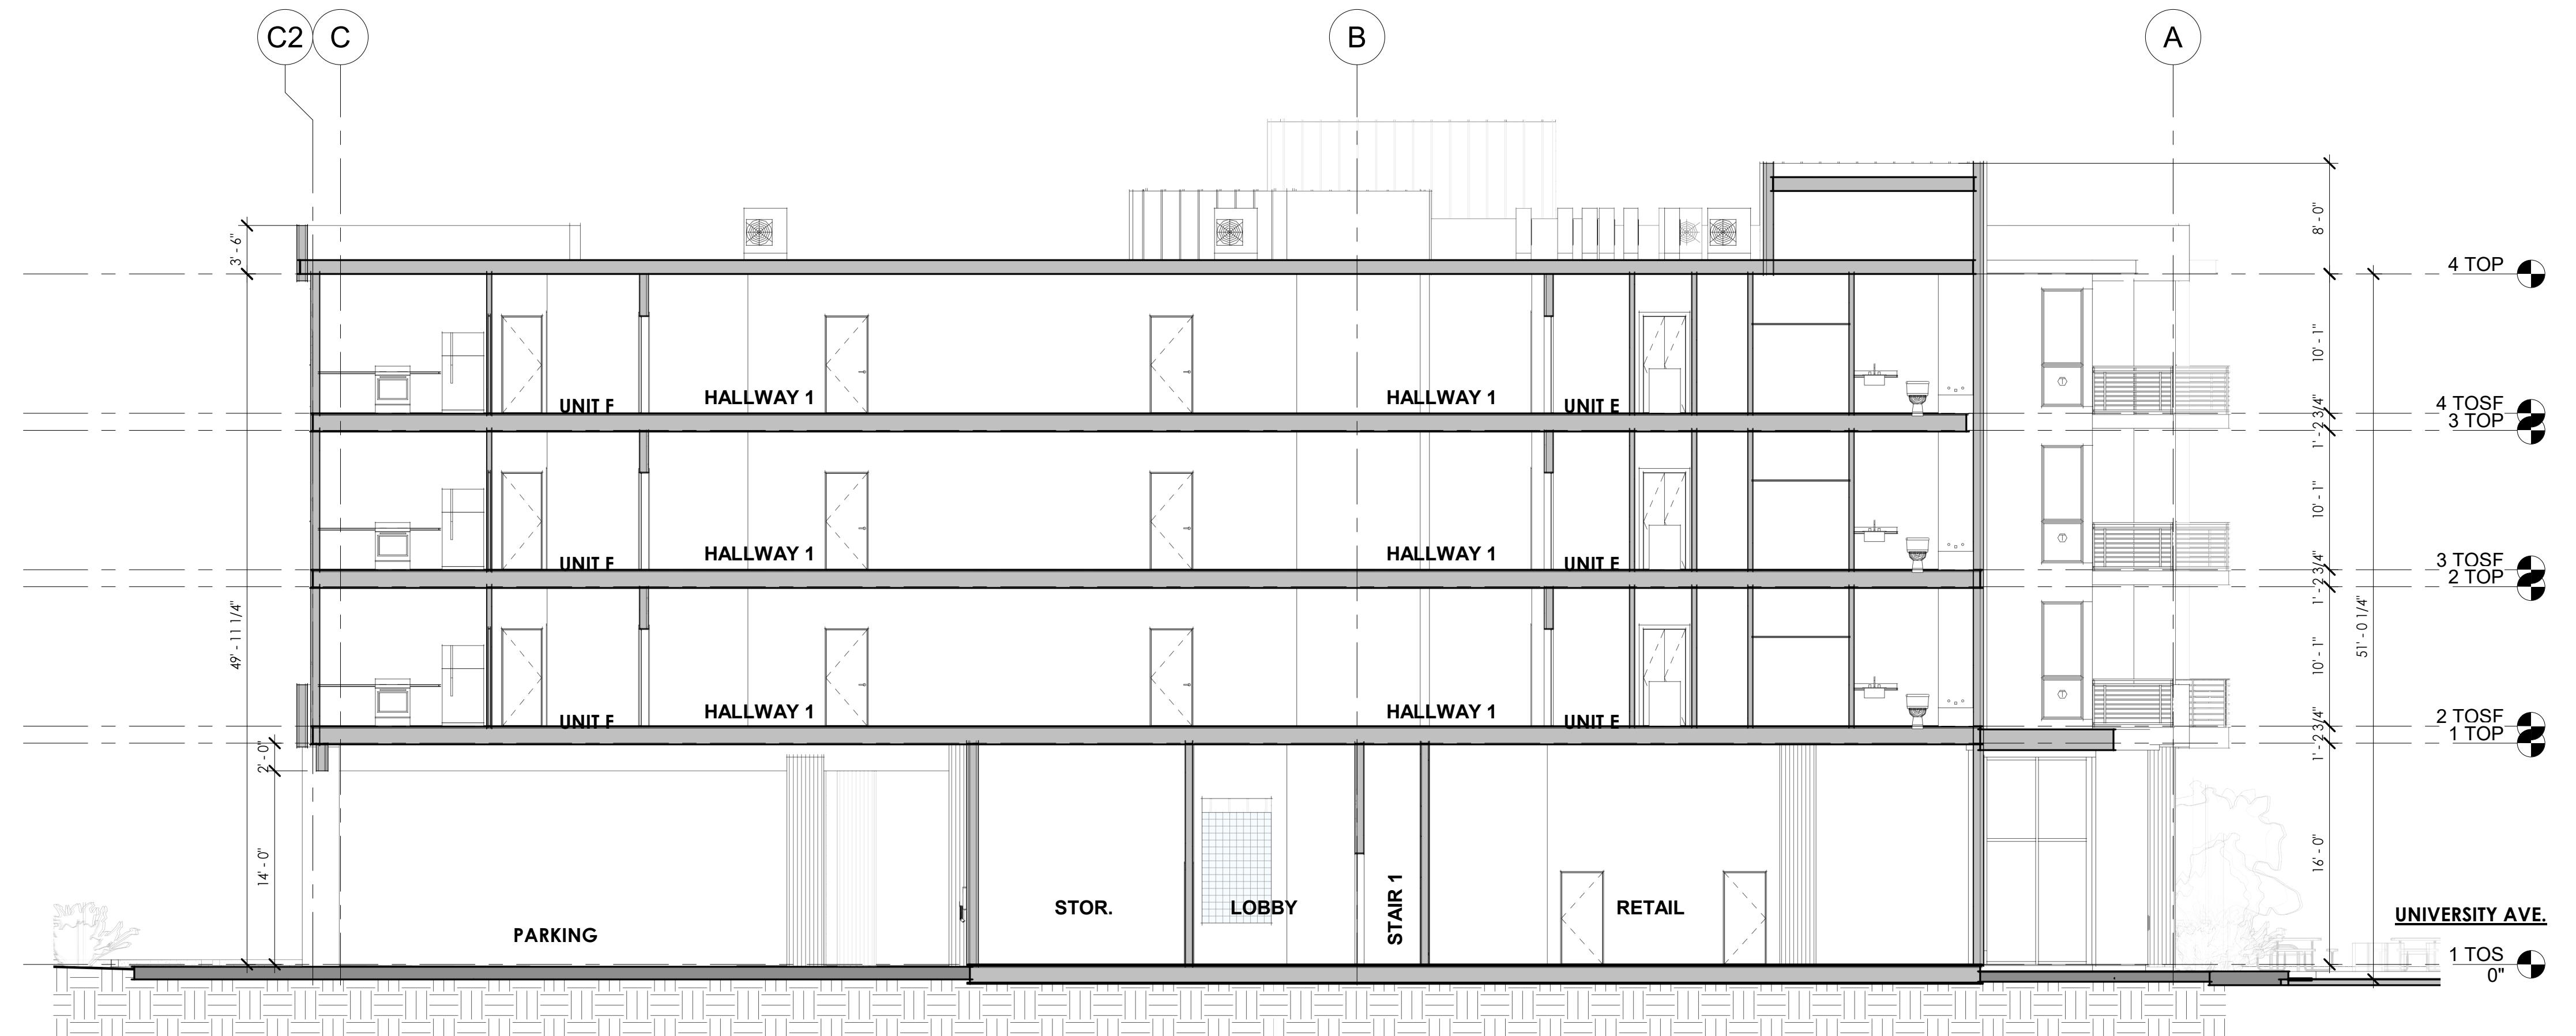 C2
C
B
A
3' - 6"
8' - 0"
4 TOP
10' - 1"
HALLWAY 1
HALLWAY 1
UNIT F
UNIT E
4 TOSF
1' - 2 3/4"
3 TOP
10' - 1"
HALLWAY 1
HALLWAY 1
UNIT F
UNIT E
3 TOSF
1' - 2 3/4"
2 TOP
49' - 11 1/4"
51' - 0 1/4"
10' - 1"
HALLWAY 1
HALLWAY 1
UNIT F
UNIT E
2 TOSF
1' - 2 3/4"
1 TOP
2' - 0"
14' - 0"
16' - 0"
PARKING
STOR.
LOBBY
STAIR 1
RETAIL
UNIVERSITY AVE.
1 TOS
0"